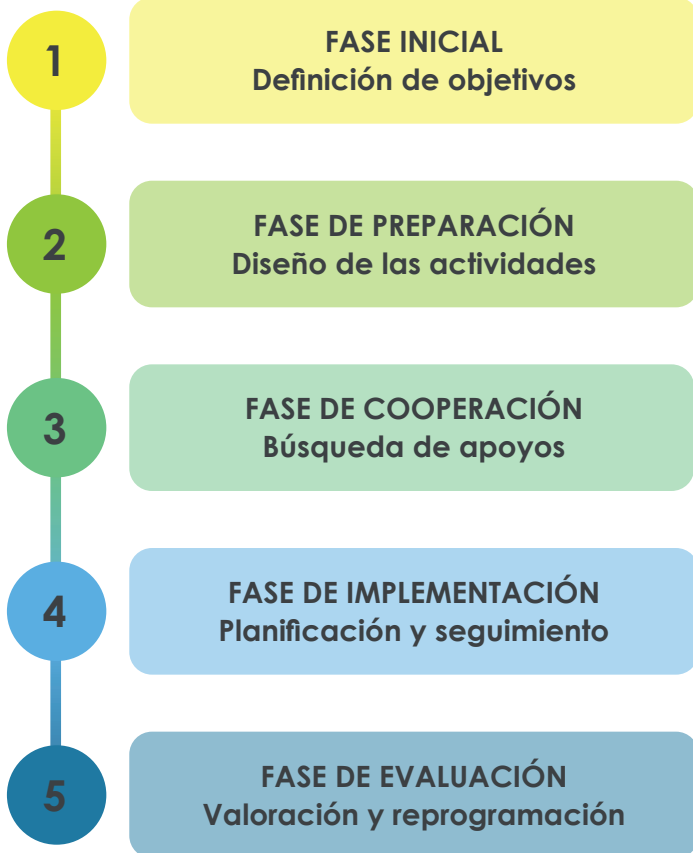 1
FASE INICIAL
Definición de objetivos
2
FASE DE PREPARACIÓN
Diseño de las actividades
3
FASE DE COOPERACIÓN
Búsqueda de apoyos
4
FASE DE IMPLEMENTACIÓN
Planificación y seguimiento
5
FASE DE EVALUACIÓN
Valoración y reprogramación